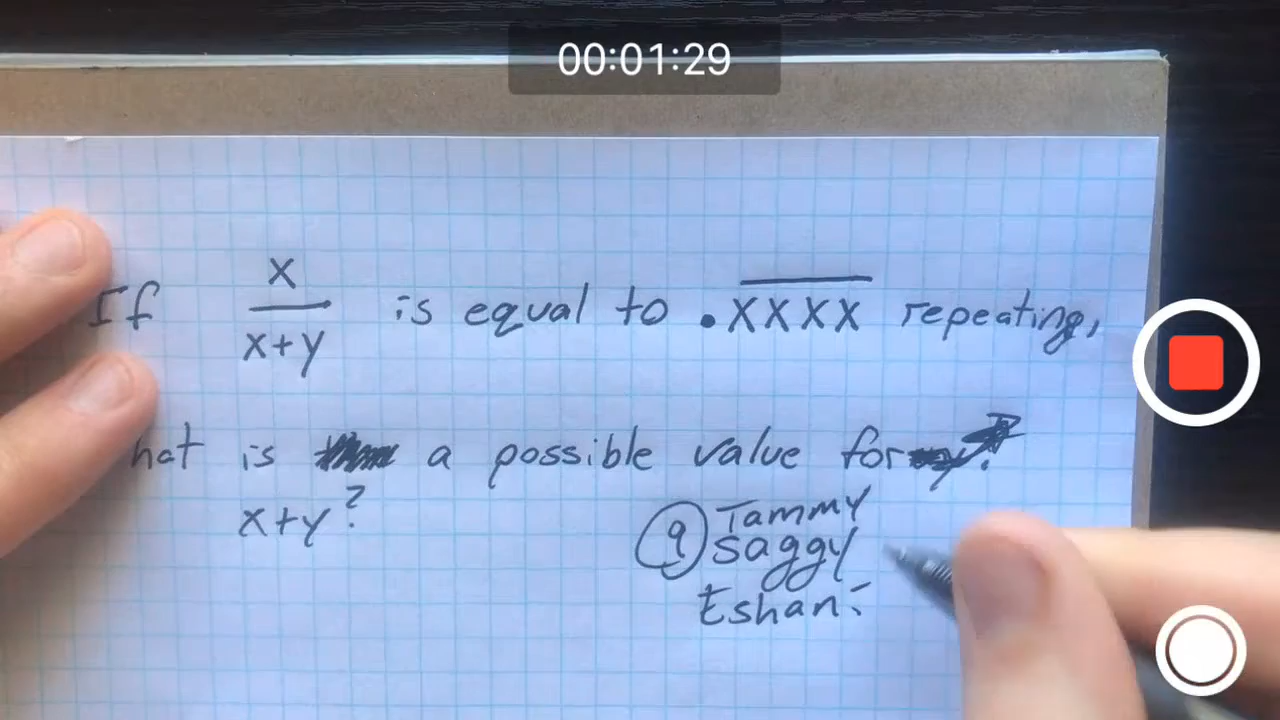 00:01:29
If x/x+y is equal to .xxxx repeating,
hat is a possible value for
x+y?
9 Tammy
Saggy
Eshan: